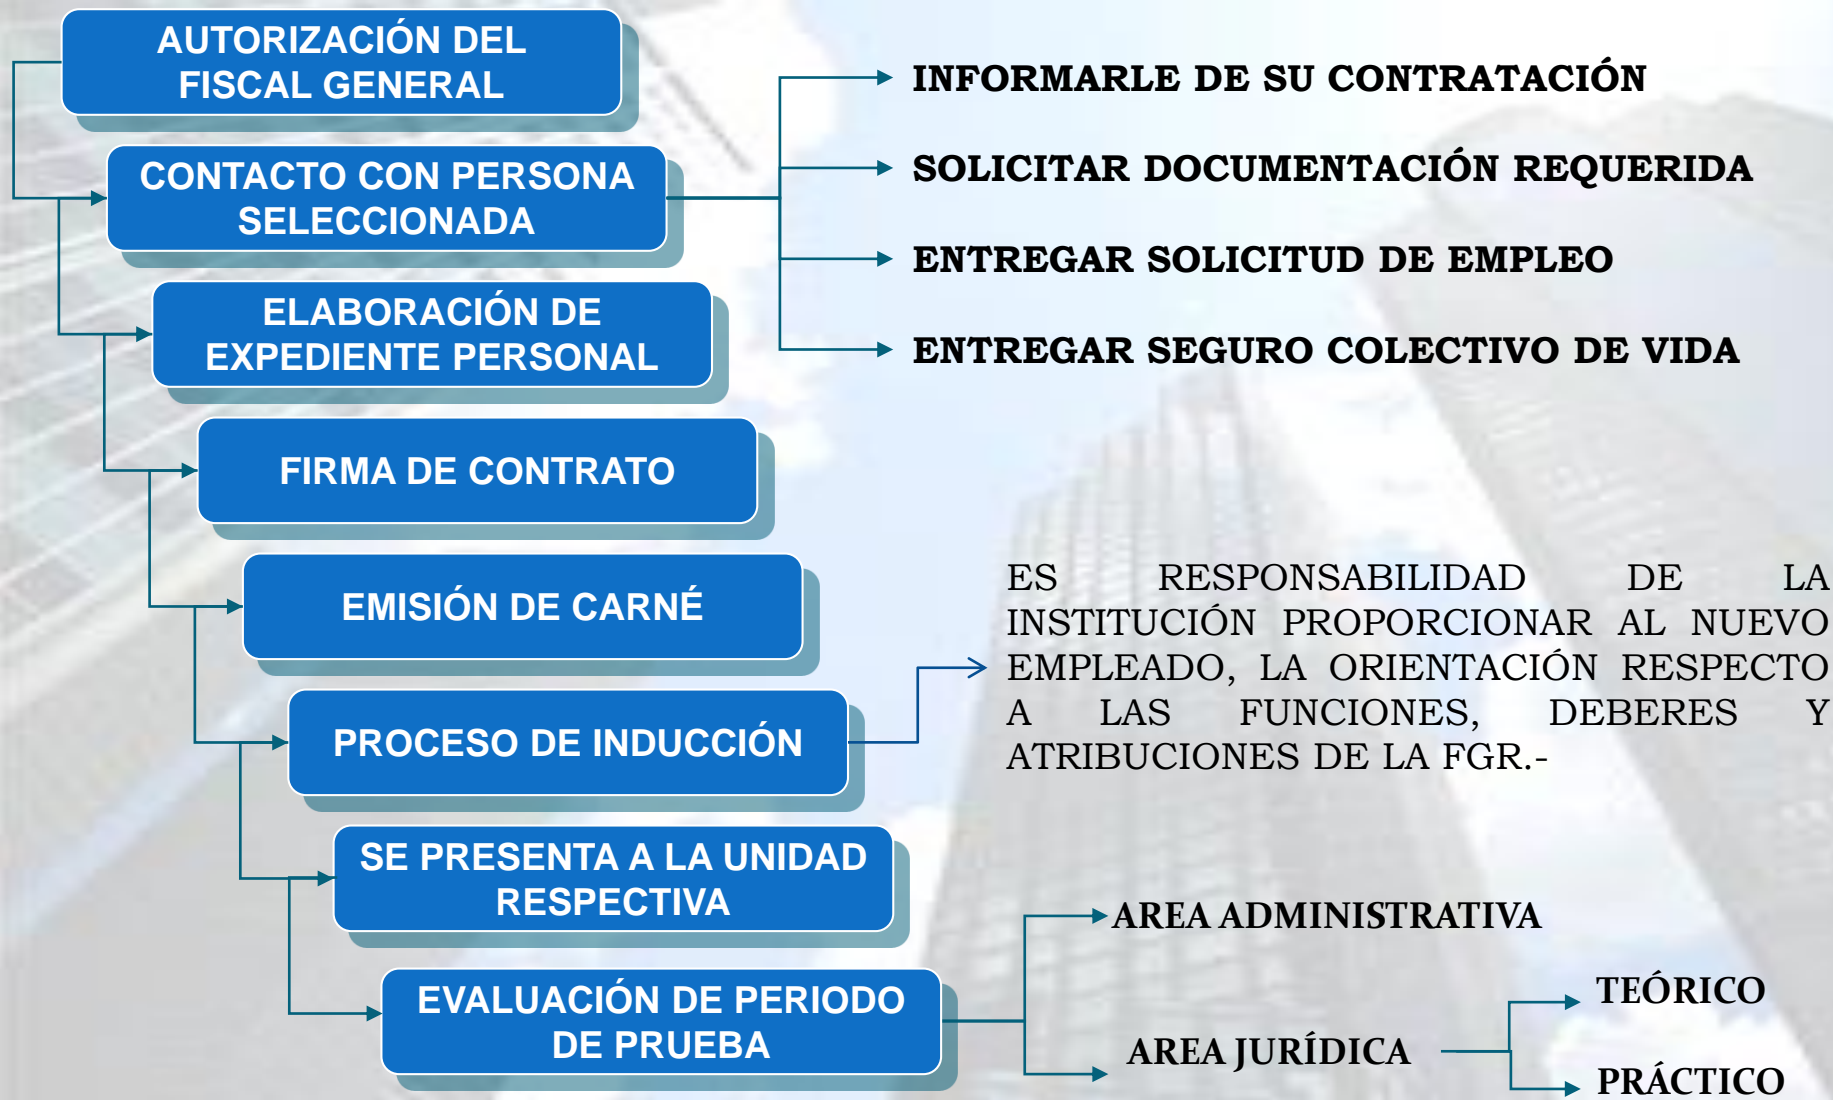 AUTORIZACIÓN DEL
FISCAL GENERAL
CONTACTO CON PERSONA
SELECCIONADA
INFORMARLE DE SU CONTRATACIÓN
SOLICITAR DOCUMENTACIÓN REQUERIDA
ENTREGAR SOLICITUD DE EMPLEO
ENTREGAR SEGURO COLECTIVO DE VIDA
ELABORACIÓN DE
EXPEDIENTE PERSONAL
FIRMA DE CONTRATO
EMISIÓN DE CARNÉ
PROCESO DE INDUCCIÓN
ES RESPONSABILIDAD DE LA
INSTITUCIÓN PROPORCIONAR AL NUEVO
EMPLEADO, LA ORIENTACIÓN RESPECTO
A LAS FUNCIONES, DEBERES Y
ATRIBUCIONES DE LA FGR.-
SE PRESENTA A LA UNIDAD
RESPECTIVA
EVALUACIÓN DE PERIODO
DE PRUEBA
AREA ADMINISTRATIVA
AREA JURÍDICA
TEÓRICO
PRÁCTICO